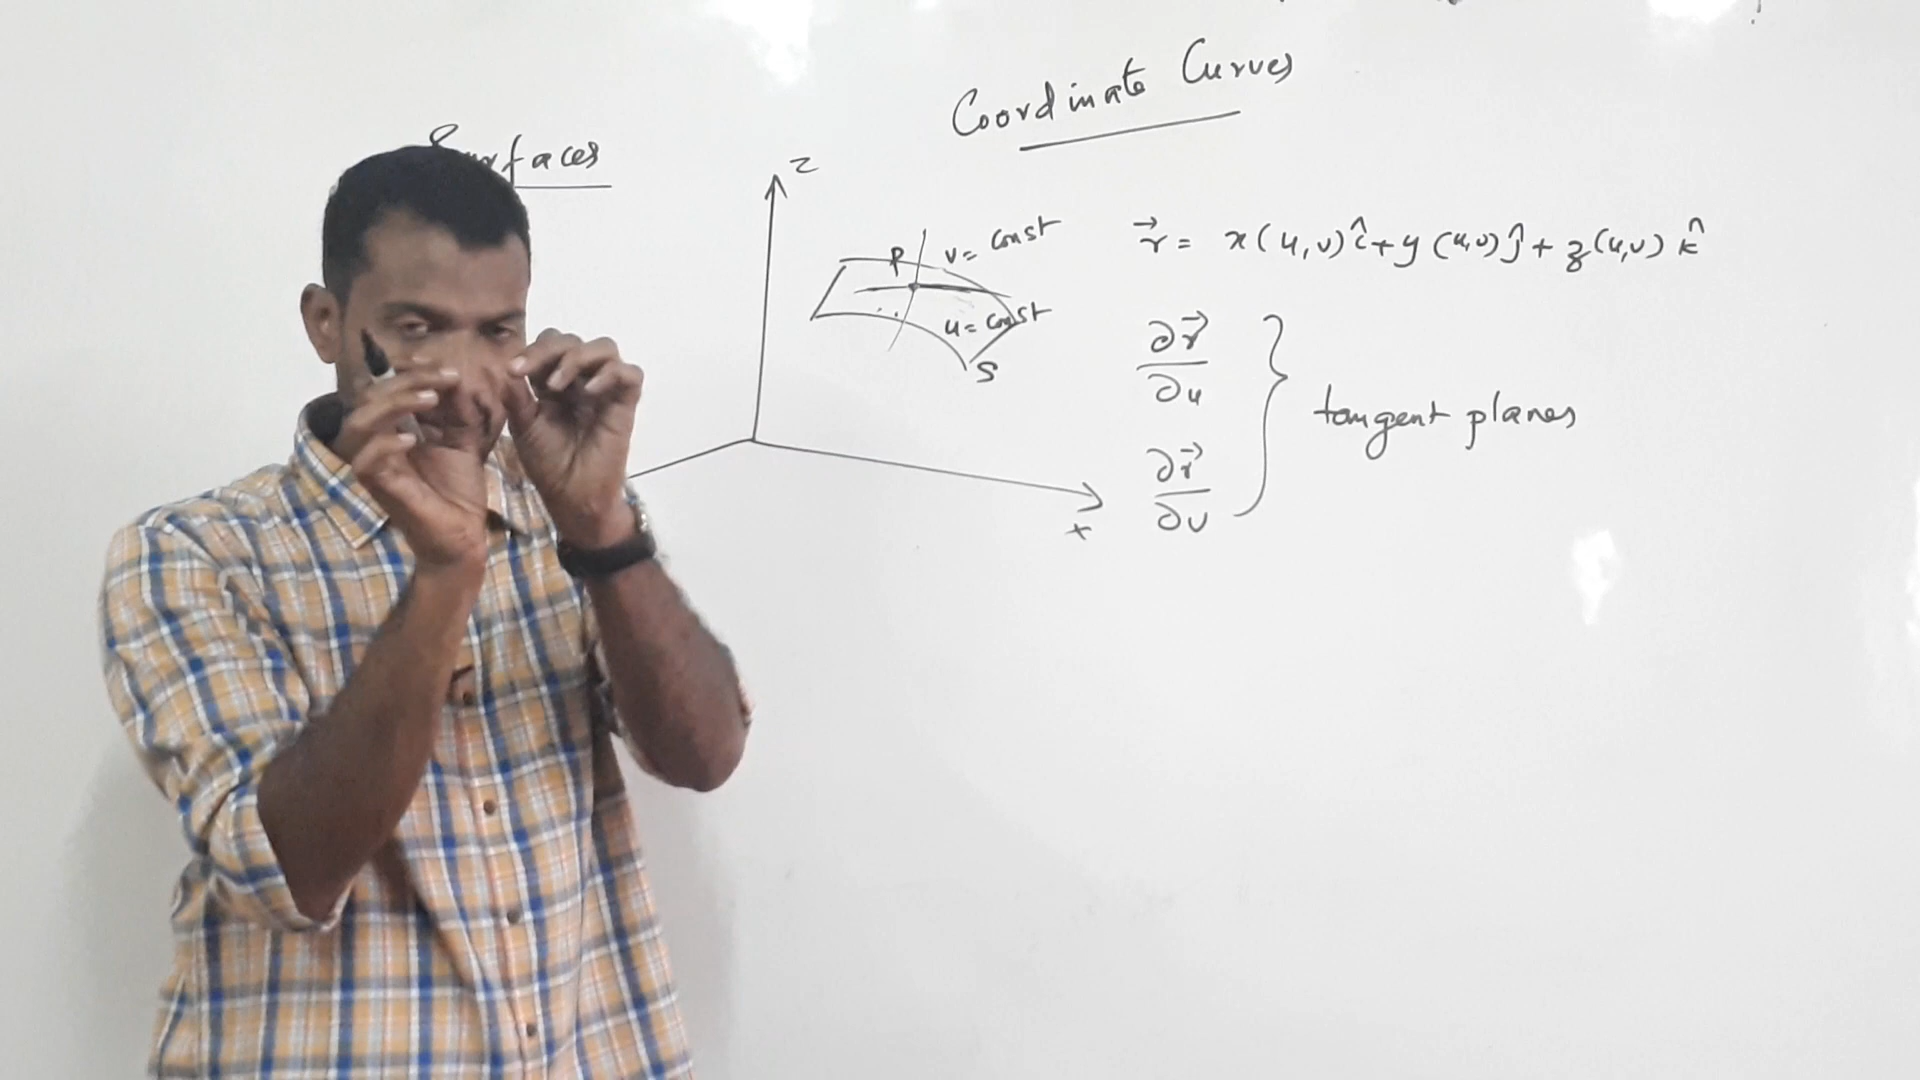 Coordinate Curves
Surfaces
z
P
v = const
u = const
S
x
r⃗ = x(u,v)î + y(u,v)ĵ + z(u,v) k̂
∂r⃗
∂u
∂r⃗
∂v
tangent planes